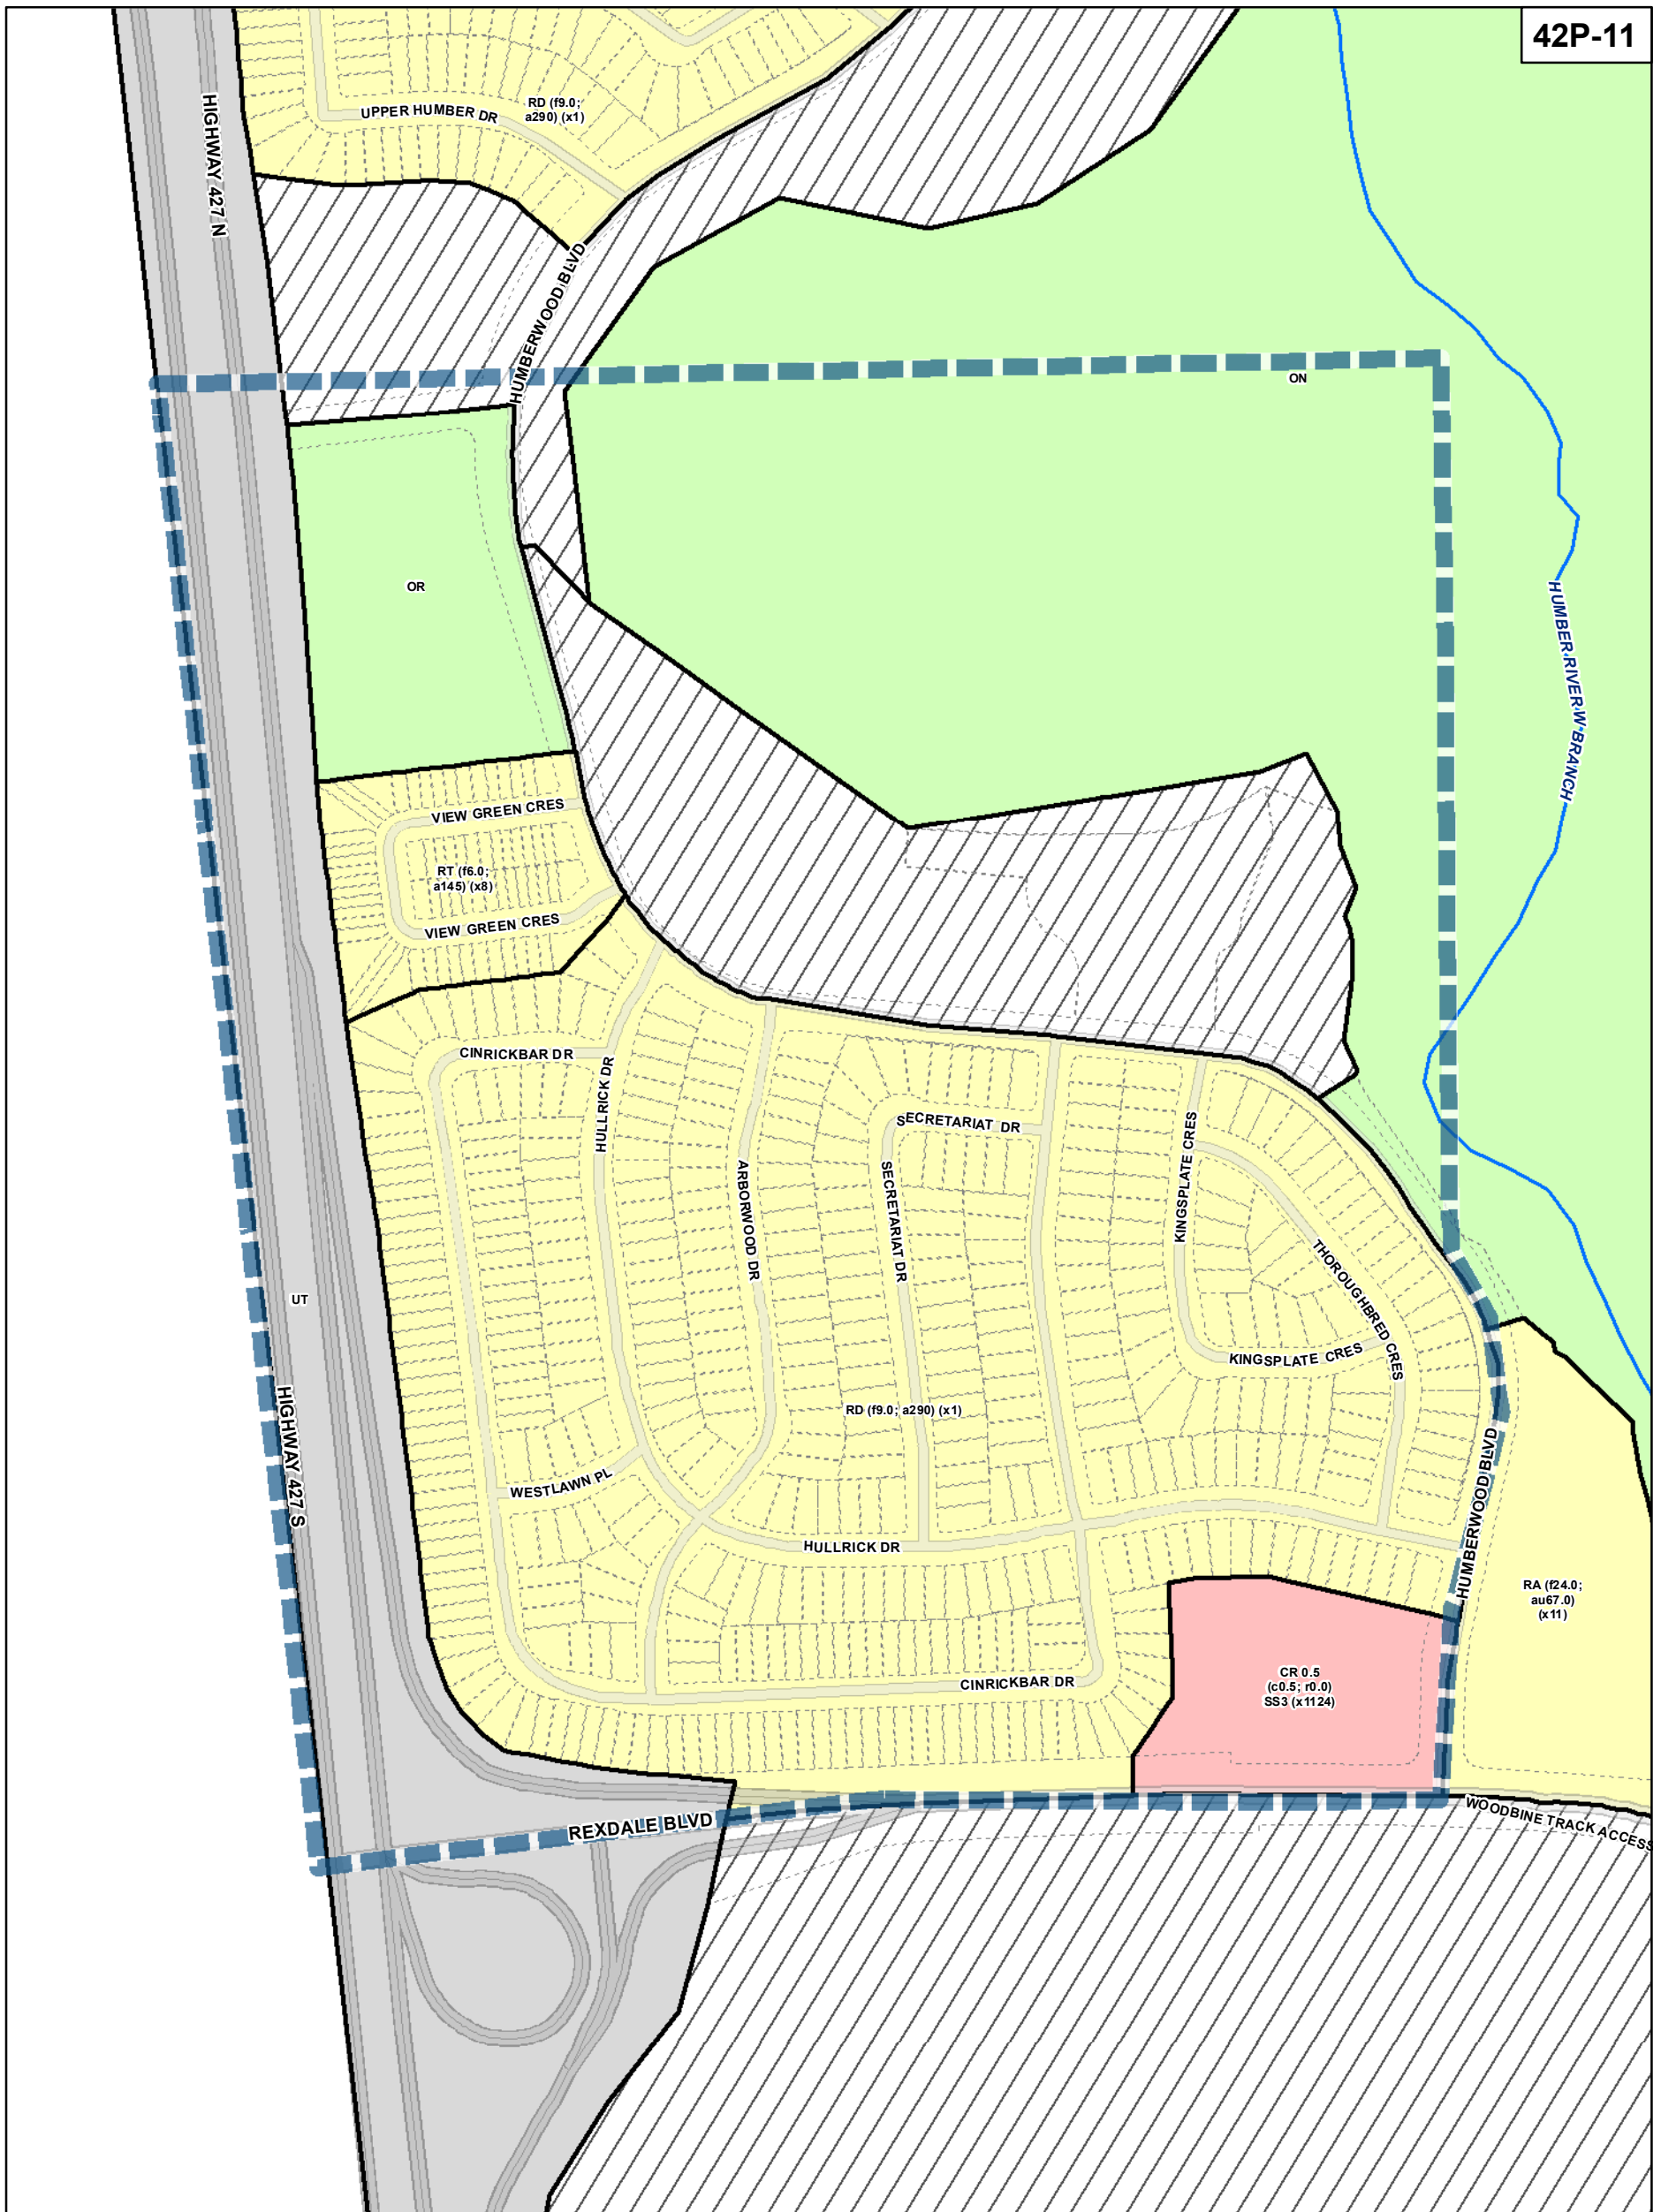 42P-11
HIGHWAY 427 N
UPPER HUMBER DR
RD (f9.0;
a290) (x1)
HUMBERWOOD BLVD
ON
OR
HUMBER RIVER W BRANCH
VIEW GREEN CRES
RT (f6.0;
a145) (x8)
VIEW GREEN CRES
CINRICKBAR DR
HULLRICK DR
SECRETARIAT DR
KINGSPLATE CRES
ARBORWOOD DR
SECRETARIAT DR
THOROUGHBRED CRES
UT
KINGSPLATE CRES
RD (f9.0; a290) (x1)
HIGHWAY 427 S
WESTLAWN PL
HUMBERWOOD BLVD
HULLRICK DR
RA (f24.0;
au67.0)
(x11)
CINRICKBAR DR
CR 0.5
(c0.5; r0.0)
SS3 (x1124)
REXDALE BLVD
WOODBINE TRACK ACCESS